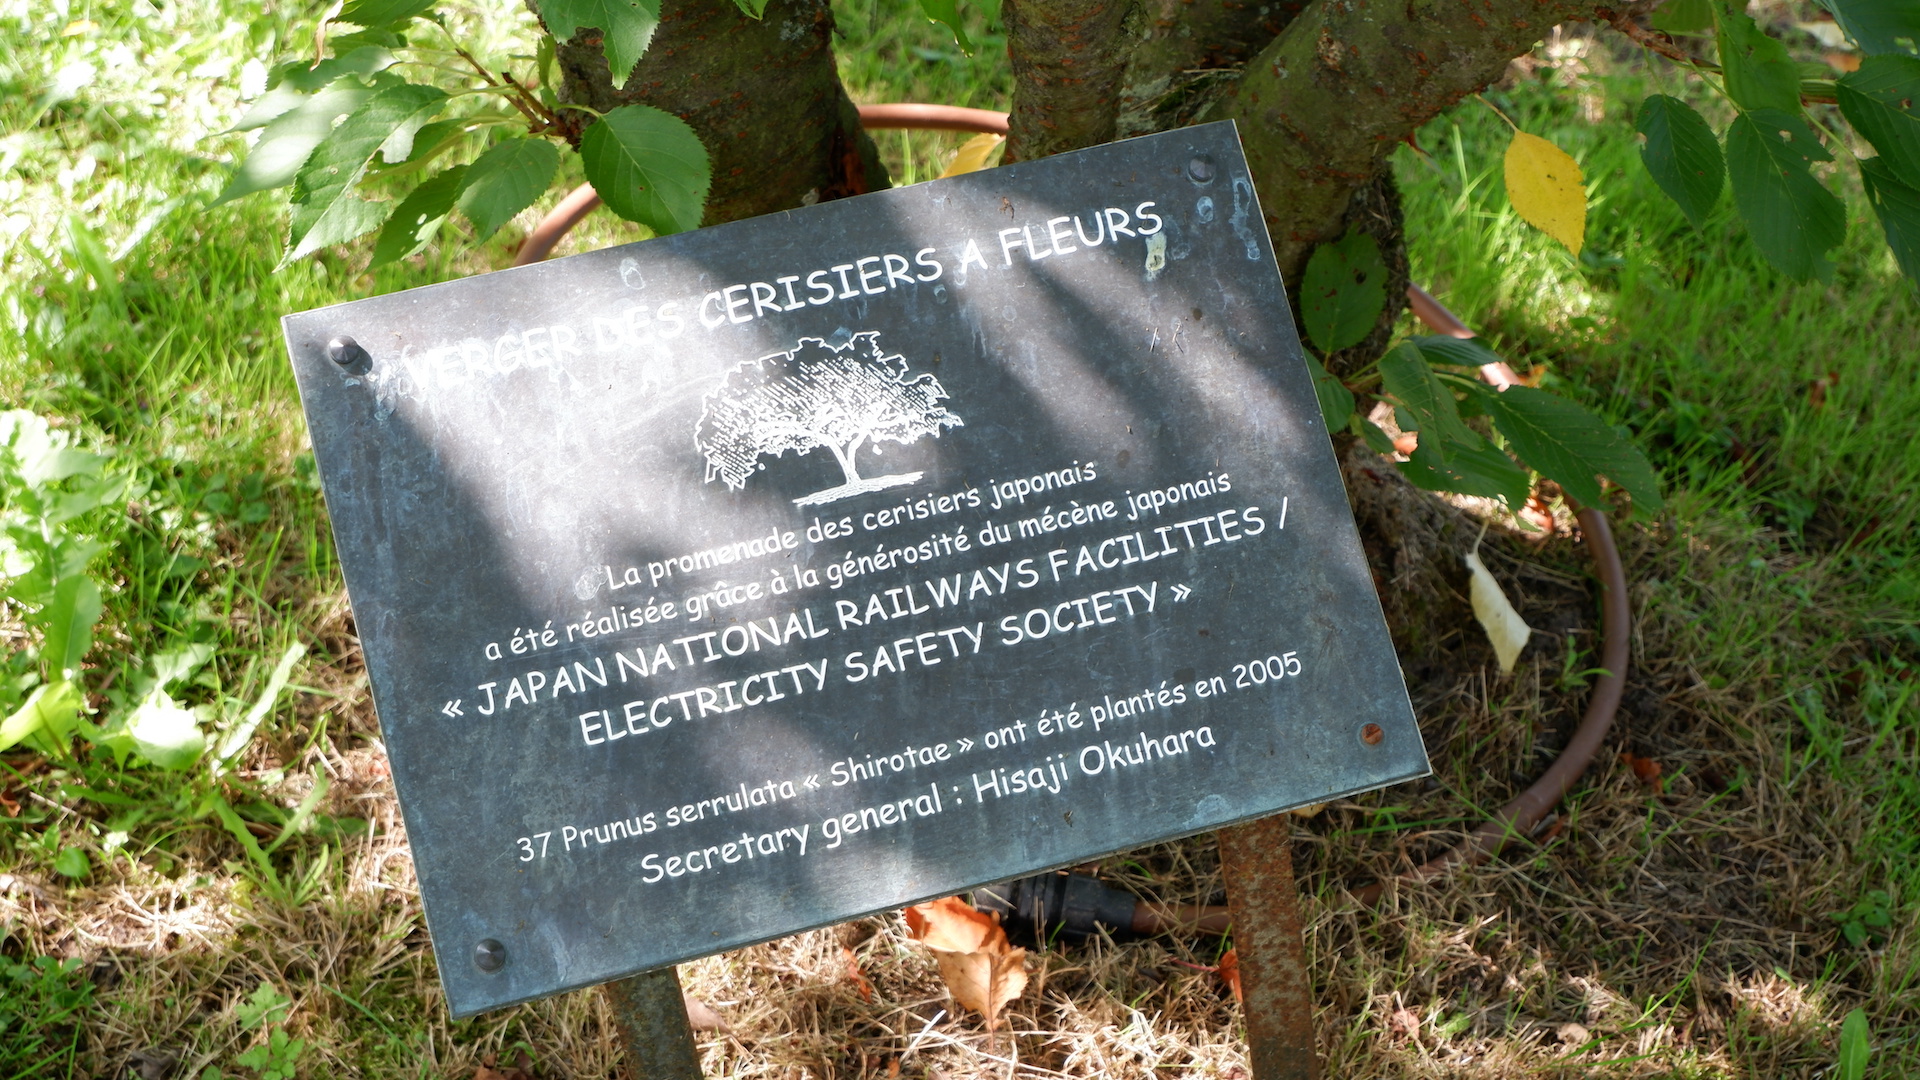 VERGER DES CERISIERS A FLEURS
La promenade des cerisiers japonais
a été réalisée grâce à la générosité du mécène japonais
« JAPAN NATIONAL RAILWAYS FACILITIES /
ELECTRICITY SAFETY SOCIETY »
37 Prunus serrulata « Shirotae » ont été plantés en 2005
Secretary general : Hisaji Okuhara